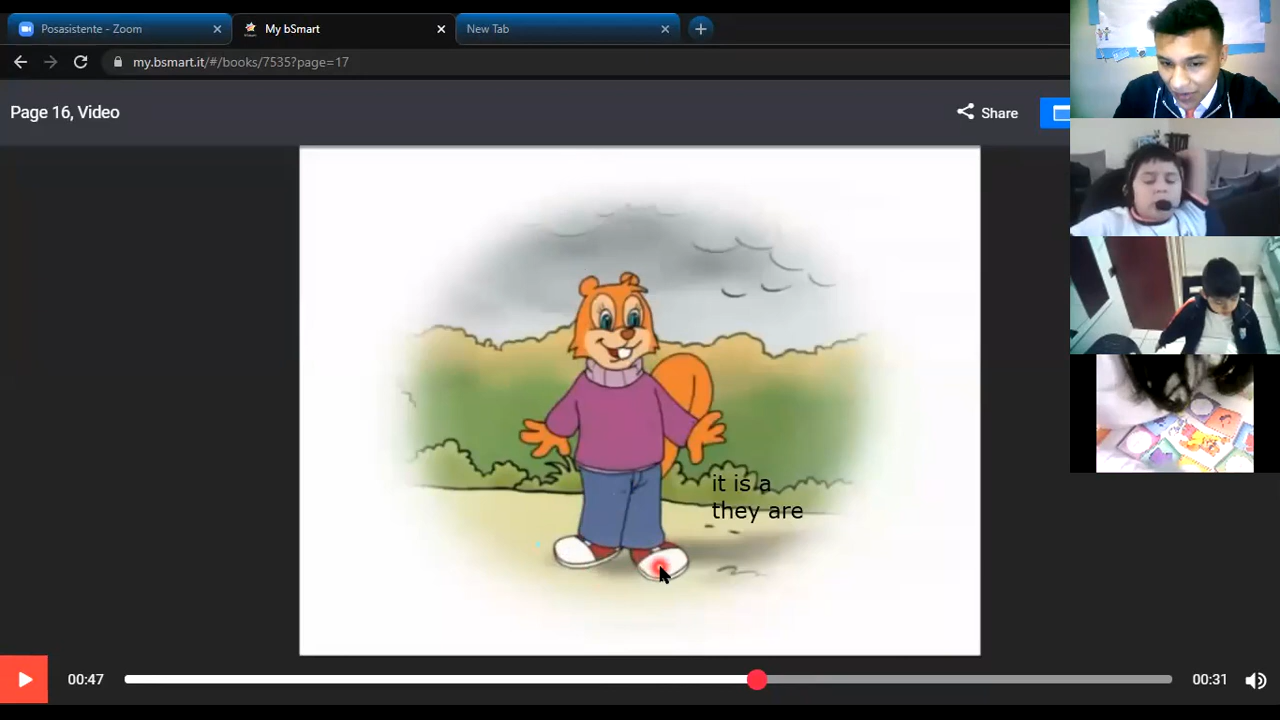 Posasistente - Zoom
My bSmart
New Tab
my.bsmart.it/#/books/7535?page=17
Page 16, Video
Share
it is a
they are
00:47
00:31